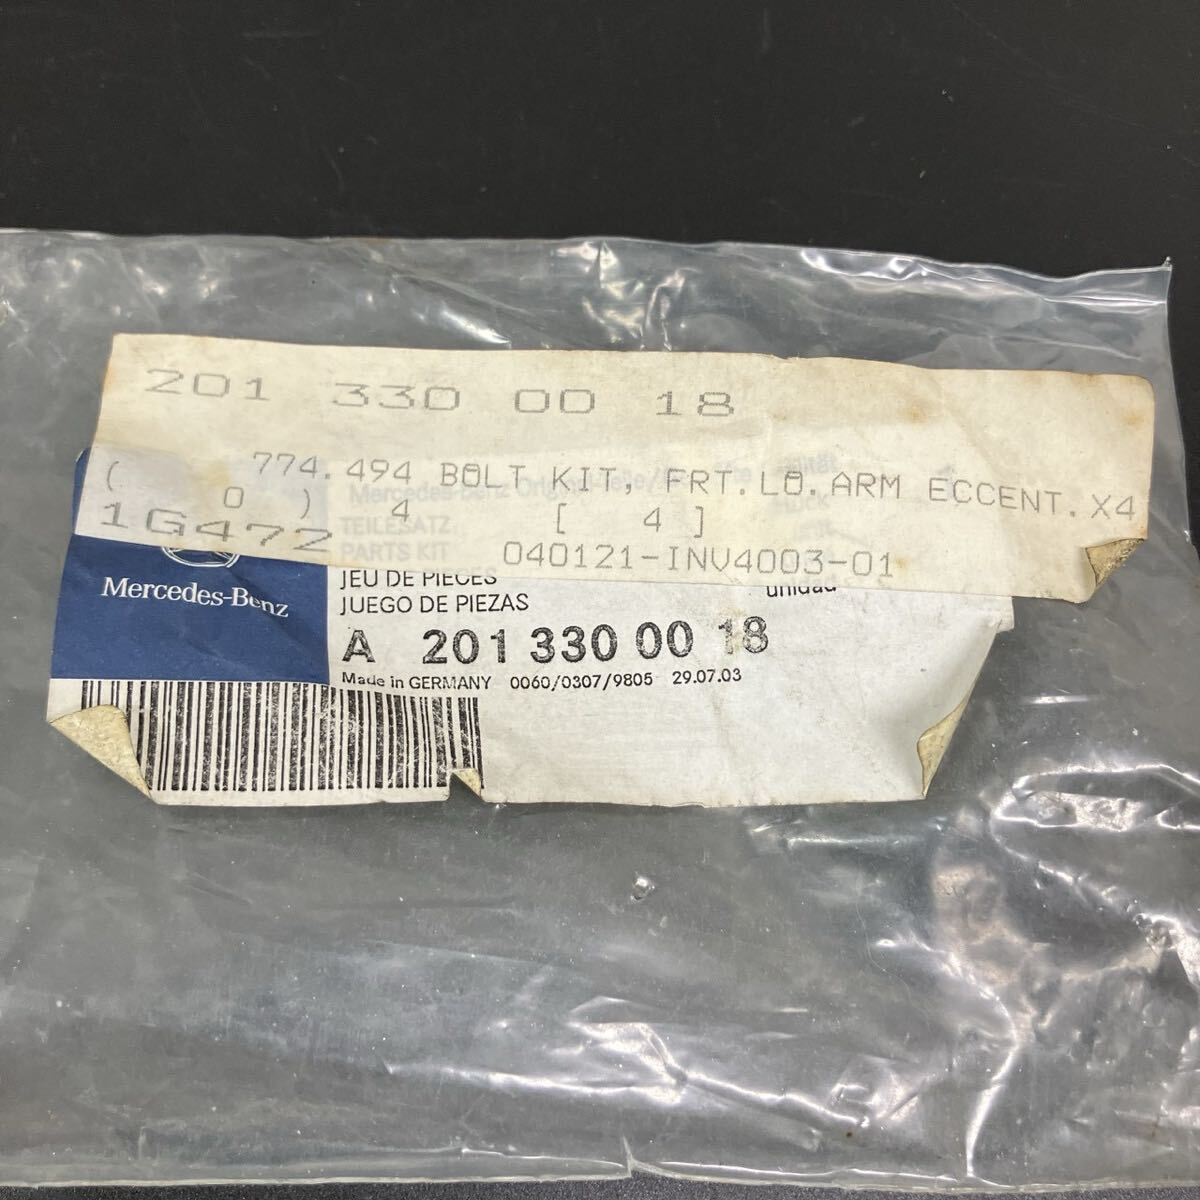 201 330 00 18
774.494 BOLT KIT, FRT.LO.ARM ECCENT.X4
( 0 ) 4 [ 4 ]
1G472 040121-INV4003-01
Mercedes-Benz
TEILESATZ
PARTS KIT
JEU DE PIECES
JUEGO DE PIEZAS
unidad
A 201 330 00 18
Made in GERMANY 0060/0307/9805 29.07.03